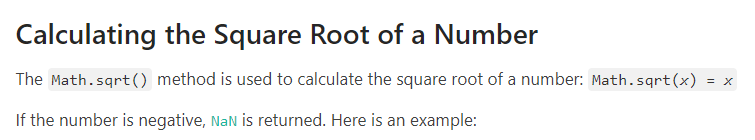 Calculating the Square Root of a Number
The Math.sqrt() method is used to calculate the square root of a number: Math.sqrt(x) = x
If the number is negative, NaN is returned. Here is an example: